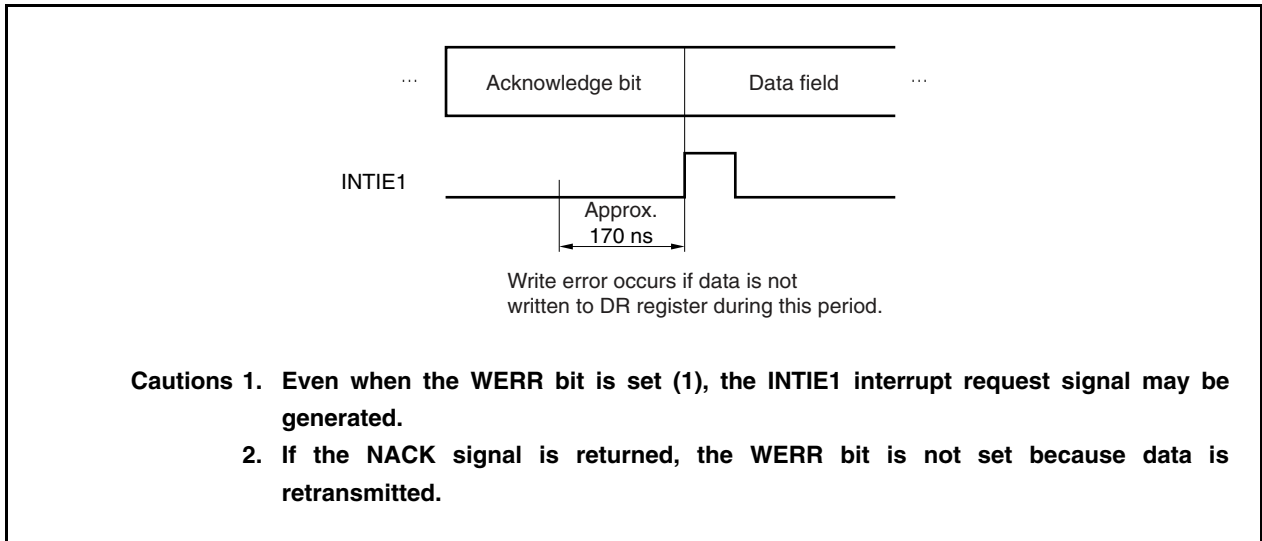 … Acknowledge bit Data field …
INTIE1
Approx.
170 ns
Write error occurs if data is not
written to DR register during this period.
Cautions 1. Even when the WERR bit is set (1), the INTIE1 interrupt request signal may be
generated.
2. If the NACK signal is returned, the WERR bit is not set because data is
retransmitted.